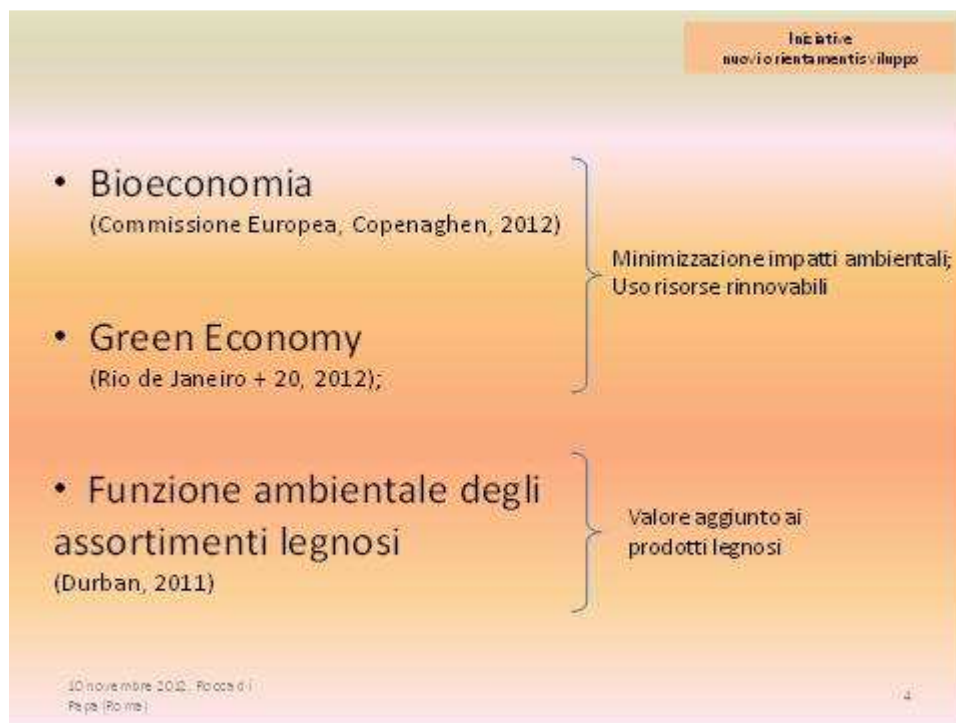 Iniziative
nuovi orientamenti sviluppo
• Bioeconomia
(Commissione Europea, Copenaghen, 2012)
Minimizzazione impatti ambientali;
Uso risorse rinnovabili
• Green Economy
(Rio de Janeiro + 20, 2012);
• Funzione ambientale degli
assortimenti legnosi
(Durban, 2011)
Valore aggiunto ai
prodotti legnosi
10 novembre 2012. Rocca di
Papa (Roma)
4